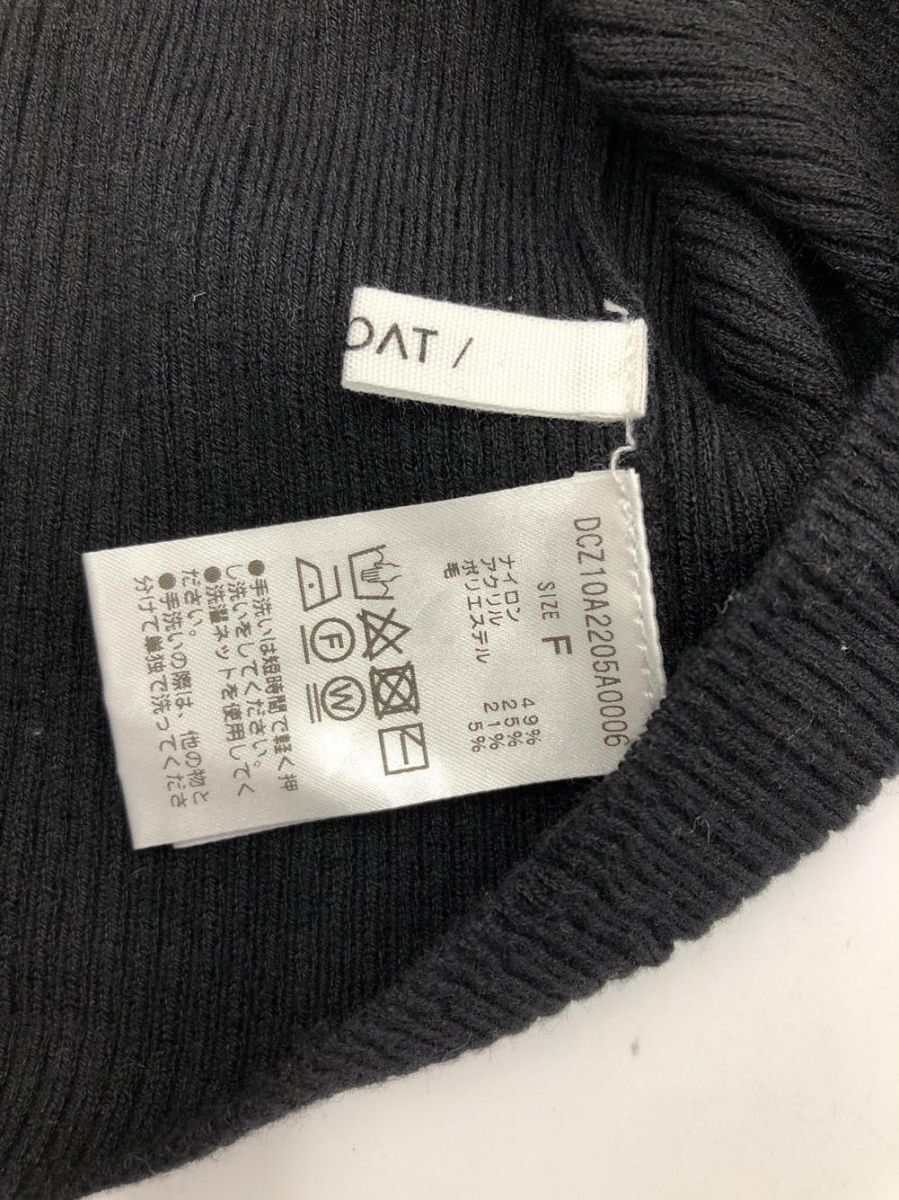 OAT /
DCZ10A2205A0006
SIZE F
ナイロン 49%
アクリル 25%
ポリエステル 21%
毛 5%
F
W
●手洗いは短時間で軽く押
し洗いをしてください。
●洗濯ネットを使用してく
ださい。
●手洗いの際は、他の物と
分けて単独で洗ってくださ